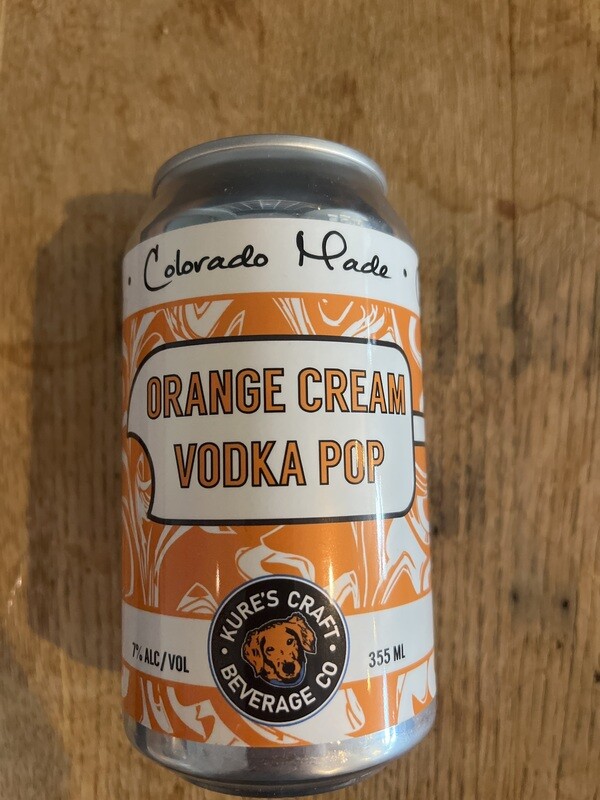 · Colorado Made ·
ORANGE CREAM
VODKA POP
7% ALC/VOL
· KURE'S CRAFT ·
BEVERAGE CO
355 ML